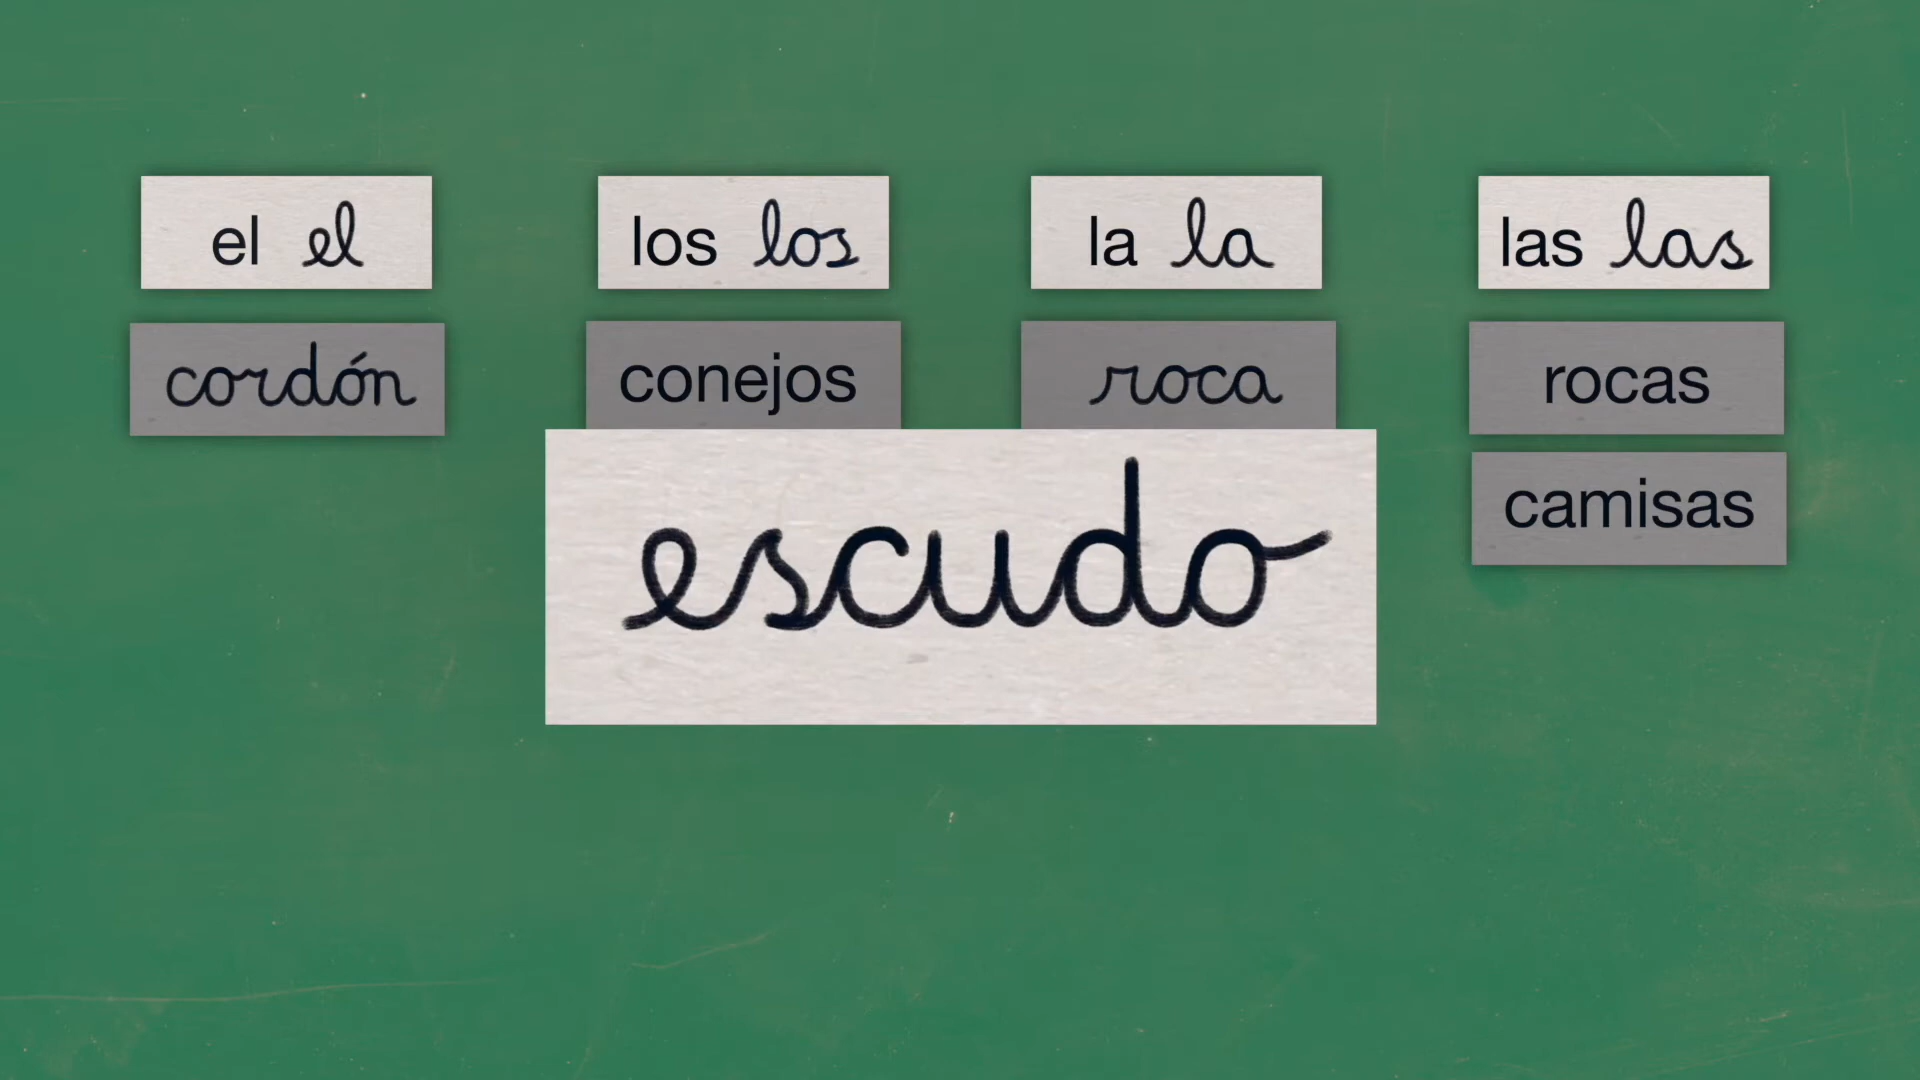 el el los los la la las las
cordón conejos roca rocas
camisas
escudo